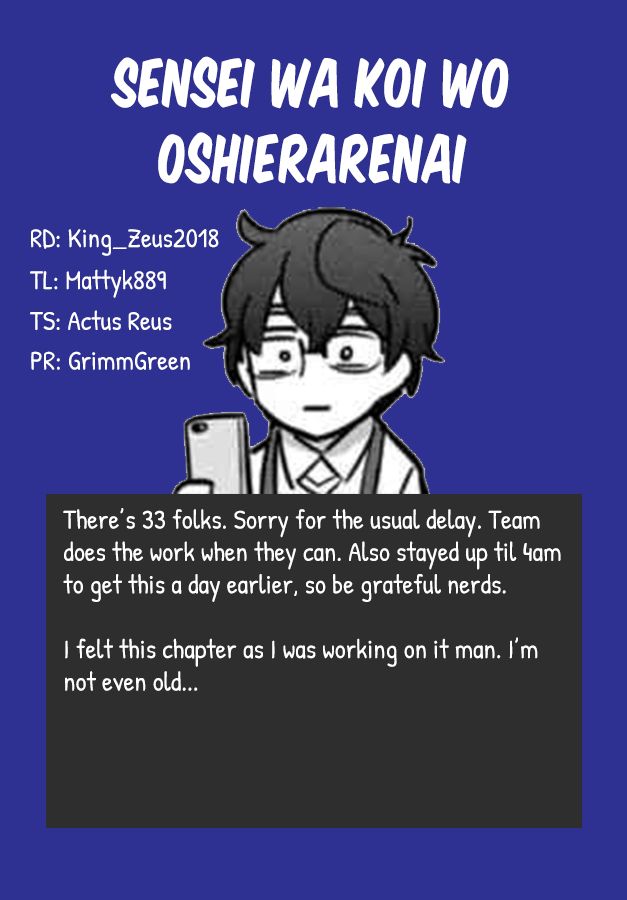 SENSEI WA KOI WO
OSHIERARENAI
RD: King_Zeus2018
TL: Mattyk889
TS: Actus Reus
PR: GrimmGreen
There's 33 folks. Sorry for the usual delay. Team
does the work when they can. Also stayed up til 4am
to get this a day earlier, so be grateful nerds.
I felt this chapter as I was working on it man. I'm
not even old...